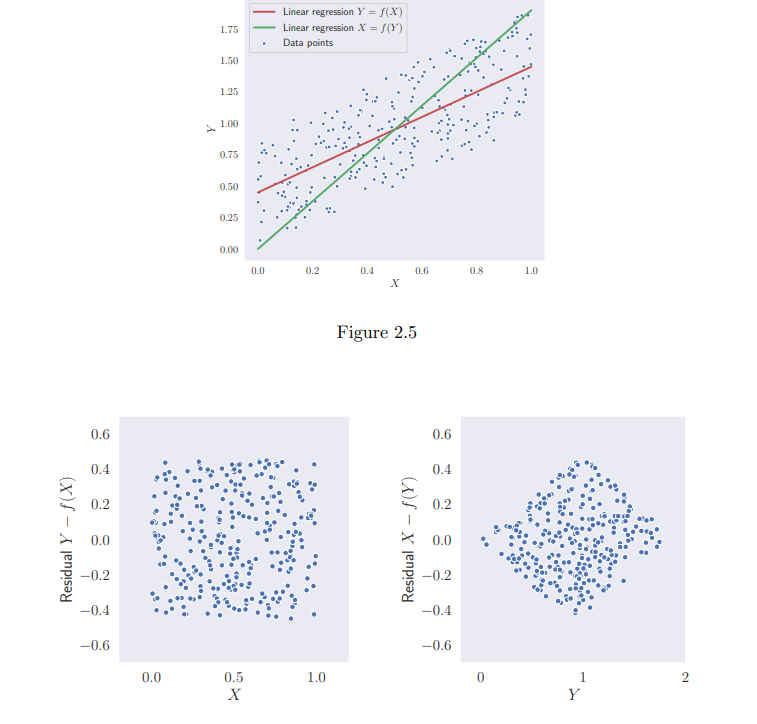 Linear regression Y = f(X)
Linear regression X = f(Y)
Data points
1.75
1.50
1.25
1.00
0.75
0.50
0.25
0.00
Y
0.0 0.2 0.4 0.6 0.8 1.0
X
Figure 2.5
0.6
0.4
0.2
0.0
−0.2
−0.4
−0.6
Residual Y − f(X)
0.0 0.5 1.0
X
0.6
0.4
0.2
0.0
−0.2
−0.4
−0.6
Residual X − f(Y)
0 1 2
Y